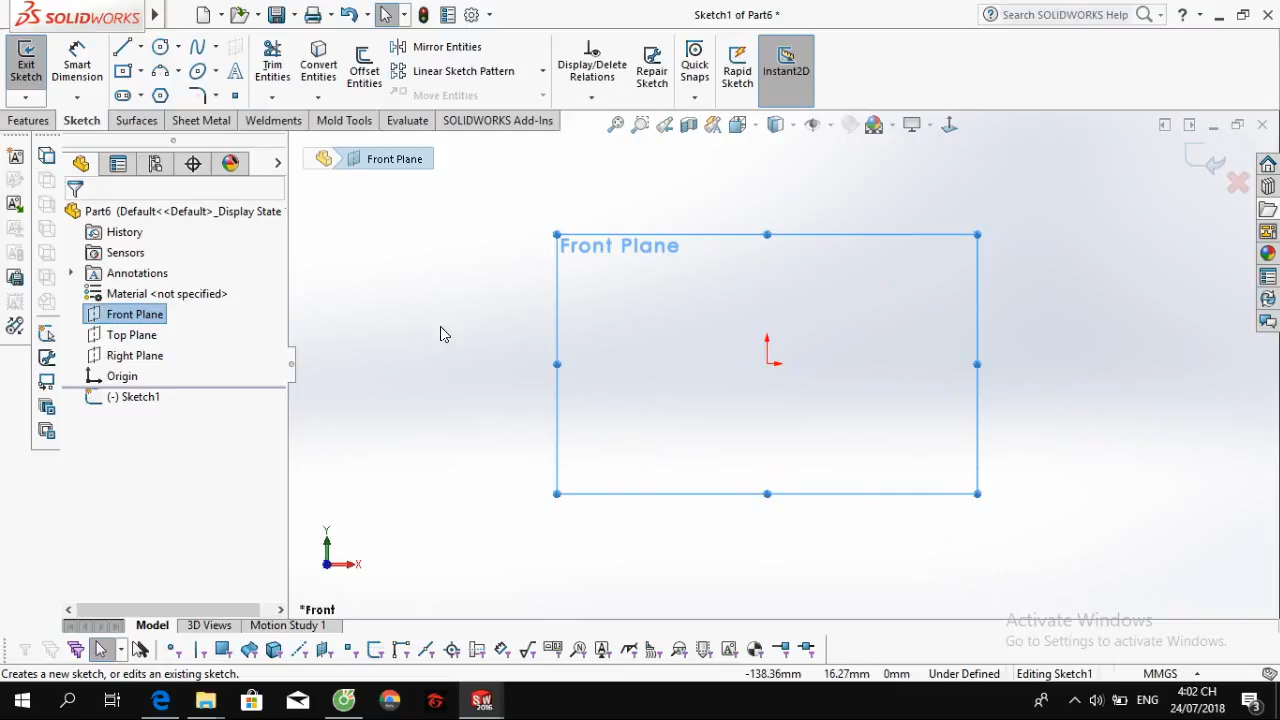 SOLIDWORKS
Sketch1 of Part6 *
Search SOLIDWORKS Help
?
Exit Sketch
Smart Dimension
Trim Entities
Convert Entities
Offset Entities
Mirror Entities
Linear Sketch Pattern
Move Entities
Display/Delete Relations
Repair Sketch
Quick Snaps
Rapid Sketch
Instant2D
Features
Sketch
Surfaces
Sheet Metal
Weldments
Mold Tools
Evaluate
SOLIDWORKS Add-Ins
Front Plane
Part6 (Default<<Default>_Display State
History
Sensors
Annotations
Material <not specified>
Front Plane
Top Plane
Right Plane
Origin
(-) Sketch1
Front Plane
Y
X
*Front
Model
3D Views
Motion Study 1
Activate Windows
Go to Settings to activate Windows.
Creates a new sketch, or edits an existing sketch.
-138.36mm
16.27mm
0mm
Under Defined
Editing Sketch1
MMGS
SW
2016
ENG
4:02 CH
24/07/2018
3